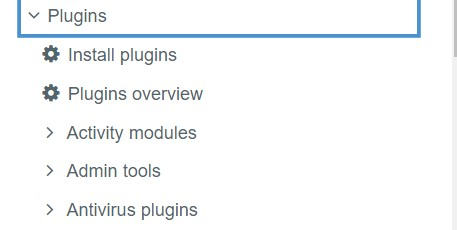 Plugins
Install plugins
Plugins overview
Activity modules
Admin tools
Antivirus plugins